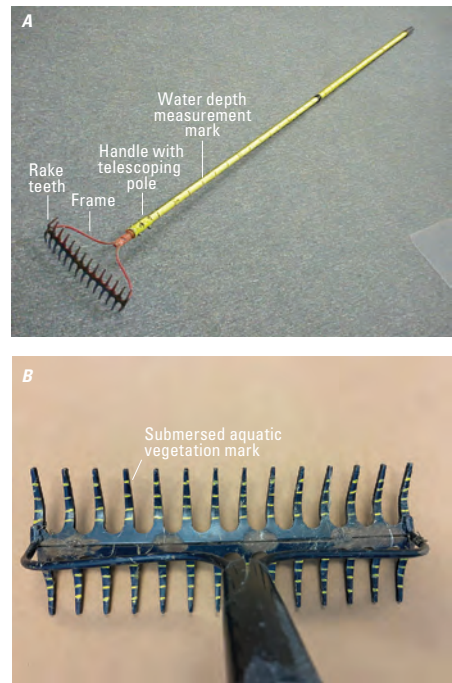 A
Water depth
measurement
mark
Handle with
telescoping
pole
Rake
teeth
Frame
B
Submersed aquatic
vegetation mark